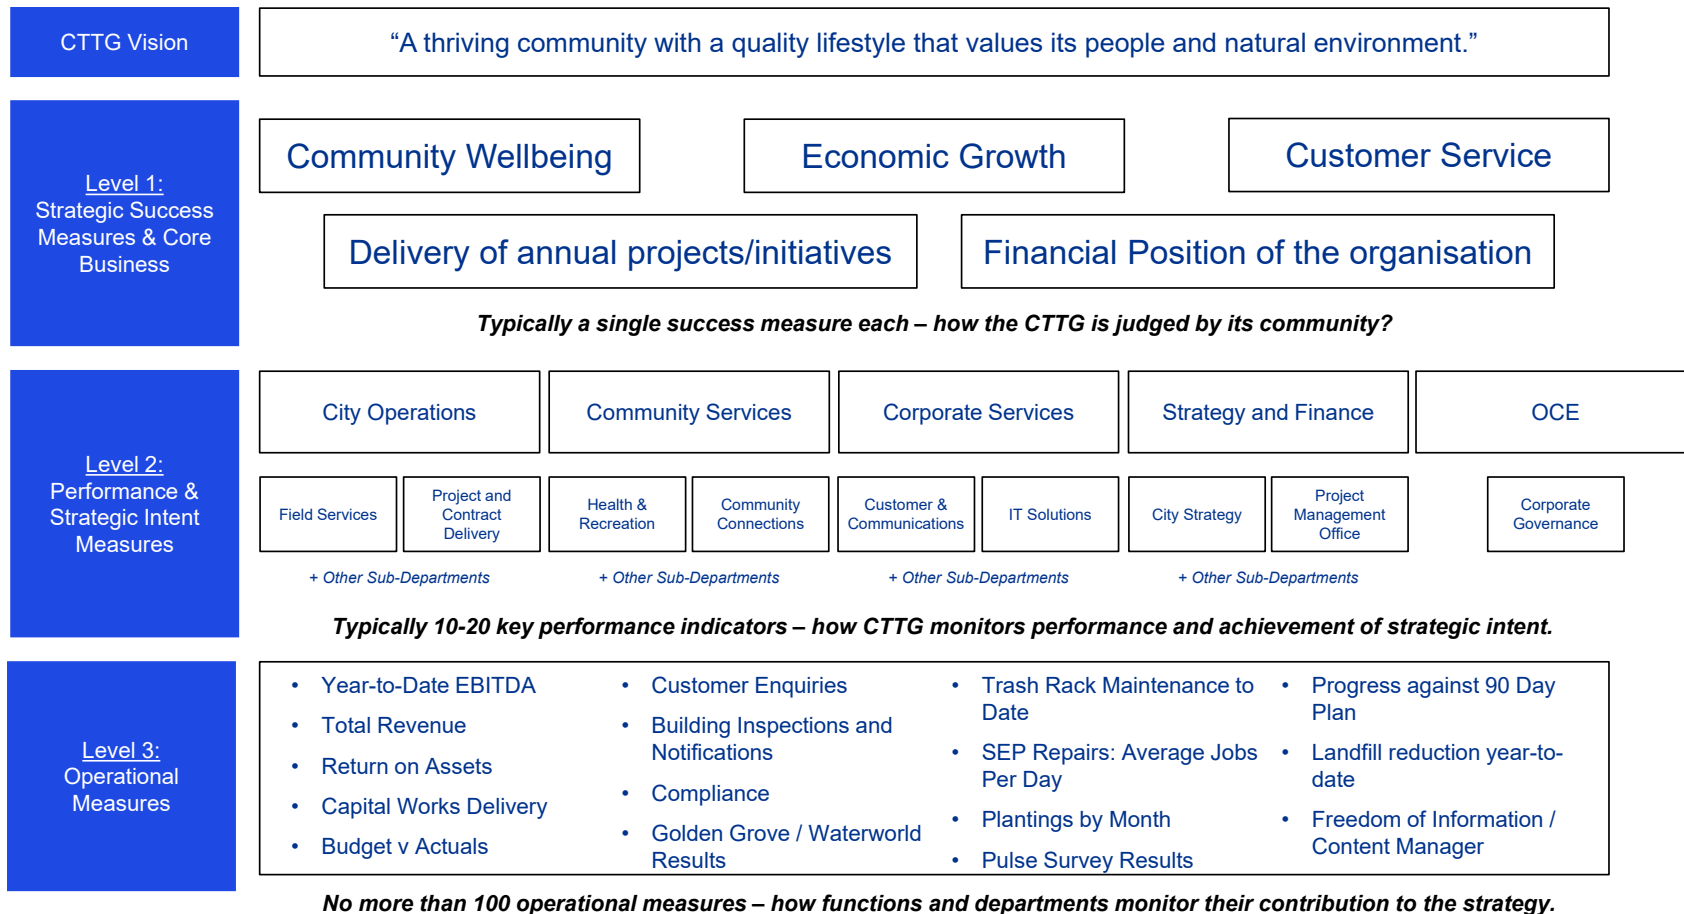 CTTG Vision
“A thriving community with a quality lifestyle that values its people and natural environment.”
Level 1:
Strategic Success
Measures & Core
Business
Community Wellbeing
Economic Growth
Customer Service
Delivery of annual projects/initiatives
Financial Position of the organisation
Typically a single success measure each – how the CTTG is judged by its community?
Level 2:
Performance &
Strategic Intent
Measures
City Operations
Community Services
Corporate Services
Strategy and Finance
OCE
Field Services
Project and
Contract
Delivery
Health &
Recreation
Community
Connections
Customer &
Communications
IT Solutions
City Strategy
Project
Management
Office
Corporate
Governance
+ Other Sub-Departments
+ Other Sub-Departments
+ Other Sub-Departments
+ Other Sub-Departments
Typically 10-20 key performance indicators – how CTTG monitors performance and achievement of strategic intent.
Level 3:
Operational
Measures
• Year-to-Date EBITDA
• Total Revenue
• Return on Assets
• Capital Works Delivery
• Budget v Actuals
• Customer Enquiries
• Building Inspections and
Notifications
• Compliance
• Golden Grove / Waterworld
Results
• Trash Rack Maintenance to
Date
• SEP Repairs: Average Jobs
Per Day
• Plantings by Month
• Pulse Survey Results
• Progress against 90 Day
Plan
• Landfill reduction year-to-
date
• Freedom of Information /
Content Manager
No more than 100 operational measures – how functions and departments monitor their contribution to the strategy.